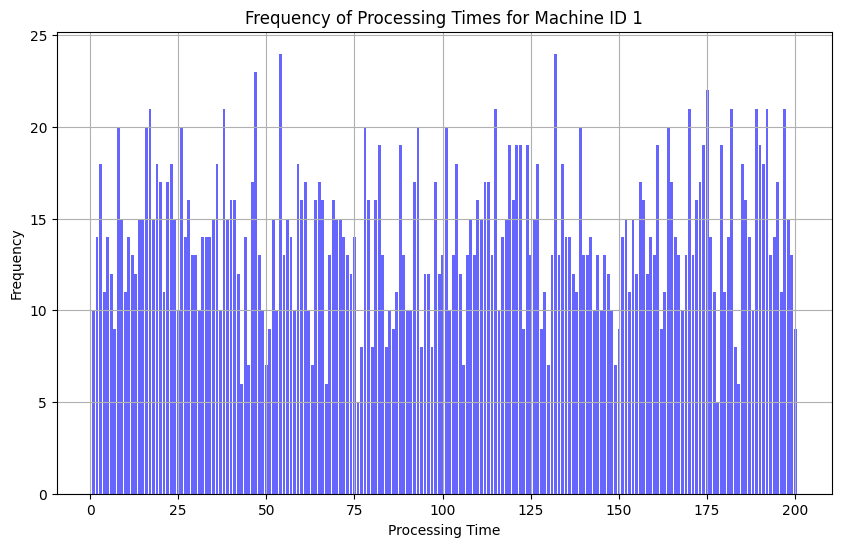 Frequency of Processing Times for Machine ID 1
25
20
15
10
5
0
Frequency
0 25 50 75 100 125 150 175 200
Processing Time